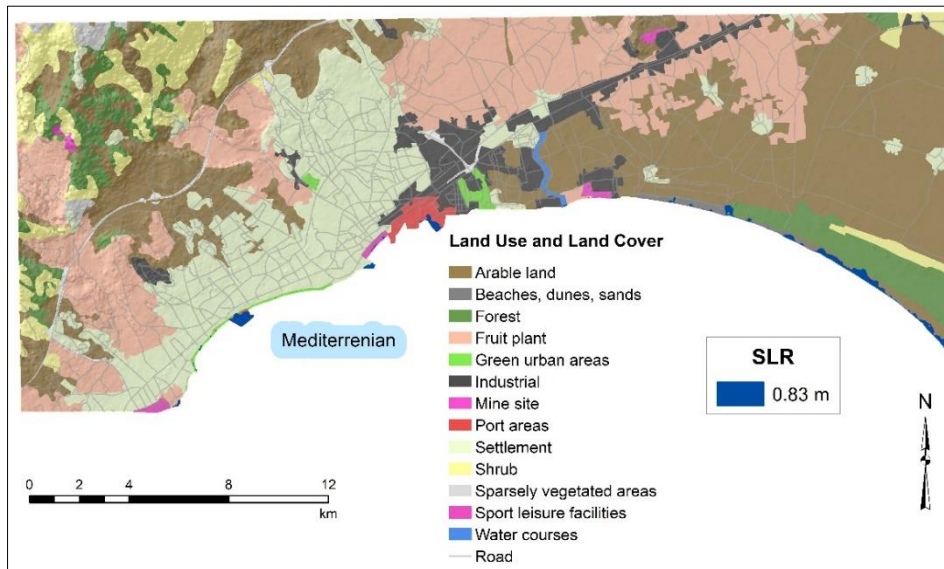 Land Use and Land Cover
Arable land
Beaches, dunes, sands
Forest
Fruit plant
Green urban areas
Industrial
Mine site
Port areas
Settlement
Shrub
Sparsely vegetated areas
Sport leisure facilities
Water courses
Road
Mediterrenian
SLR
0.83 m
N
0 2 4 8 12
km